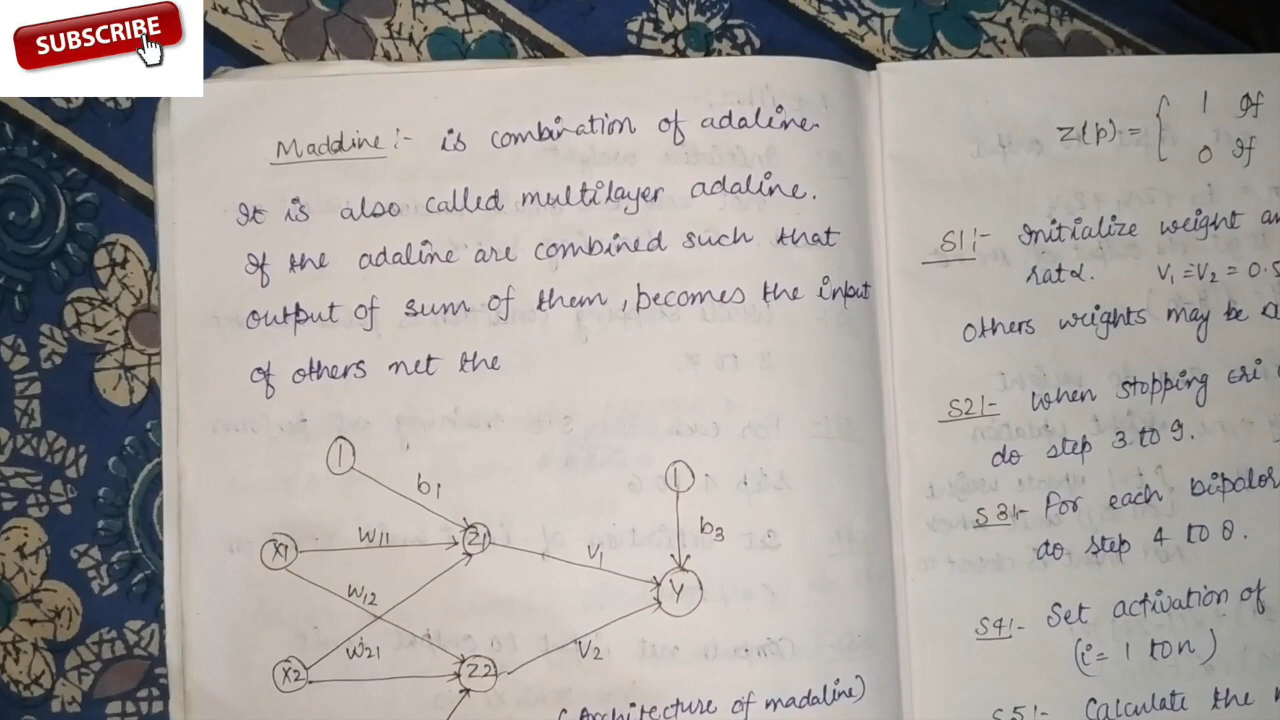 SUBSCRIBE
Maddine :- is combination of adaline.
It is also called multilayer adaline.
If the adaline are combined such that
output of sum of them, becomes the input
of others net the
1
b1
1
b3
X1
W11
Z1
V1
W12
Y
W21
V2
X2
Z2
(Architecture of madaline)
Z(p) = { 1 If
0 If
S1:- Initialize weight
rat α. V1 = V2 = 0.5
others weights may be
S2:- When stopping cri
do step 3 to 9.
S3:- For each bipolar
do step 4 to 8.
S4:- Set activation of
(i = 1 to n)
S5:- Calculate the